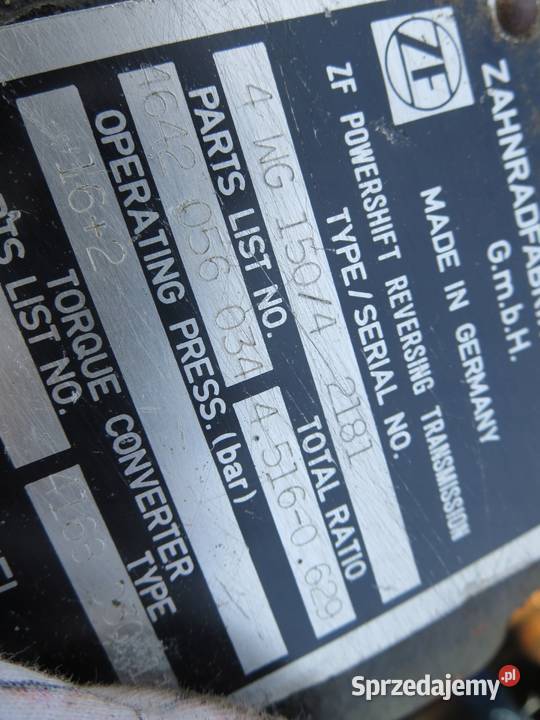 ZF
ZAHNRADFABRI
G.m.b.H.
MADE IN GERMANY
ZF POWERSHIFT REVERSING TRANSMISSION
TYPE/SERIAL NO.
4 WG 150/4 2181
PARTS LIST NO.
TOTAL RATIO
4642 056 034
4.516-0.629
OPERATING PRESS. (bar)
16+2
TORQUE CONVERTER
TS LIST NO.
TYPE
Sprzedajemy.pl